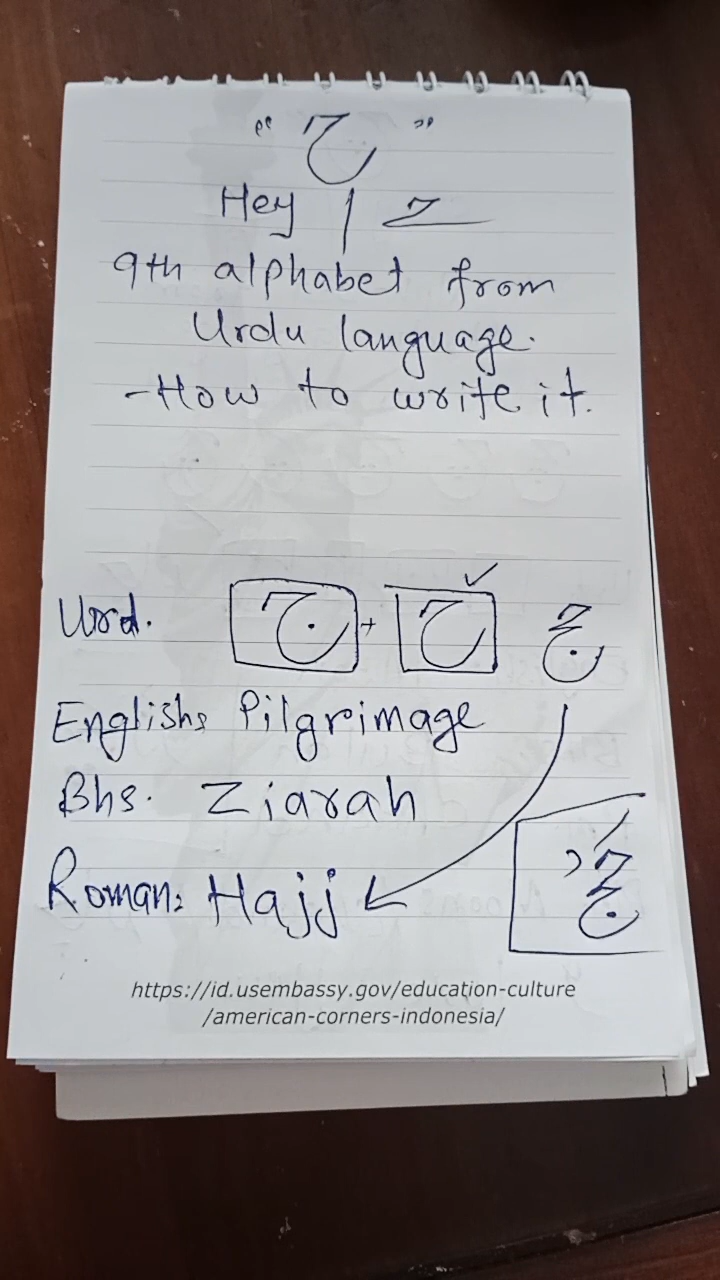 “ ح ”
Hey | حـ
9th alphabet from
Urdu language.
-How to write it.
Urd. ج + ح ✓ حج
English: Pilgrimage
Bhs. Ziarah
Roman: Hajj
https://id.usembassy.gov/education-culture
/american-corners-indonesia/